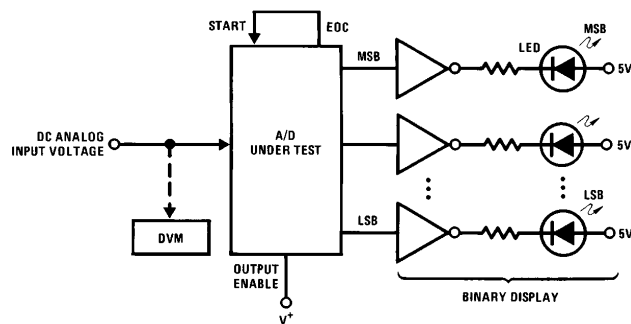 START
EOC
MSB
LED
MSB
5V
DC ANALOG
INPUT VOLTAGE
A/D
UNDER TEST
5V
DVM
LSB
LSB
5V
OUTPUT
ENABLE
V+
BINARY DISPLAY